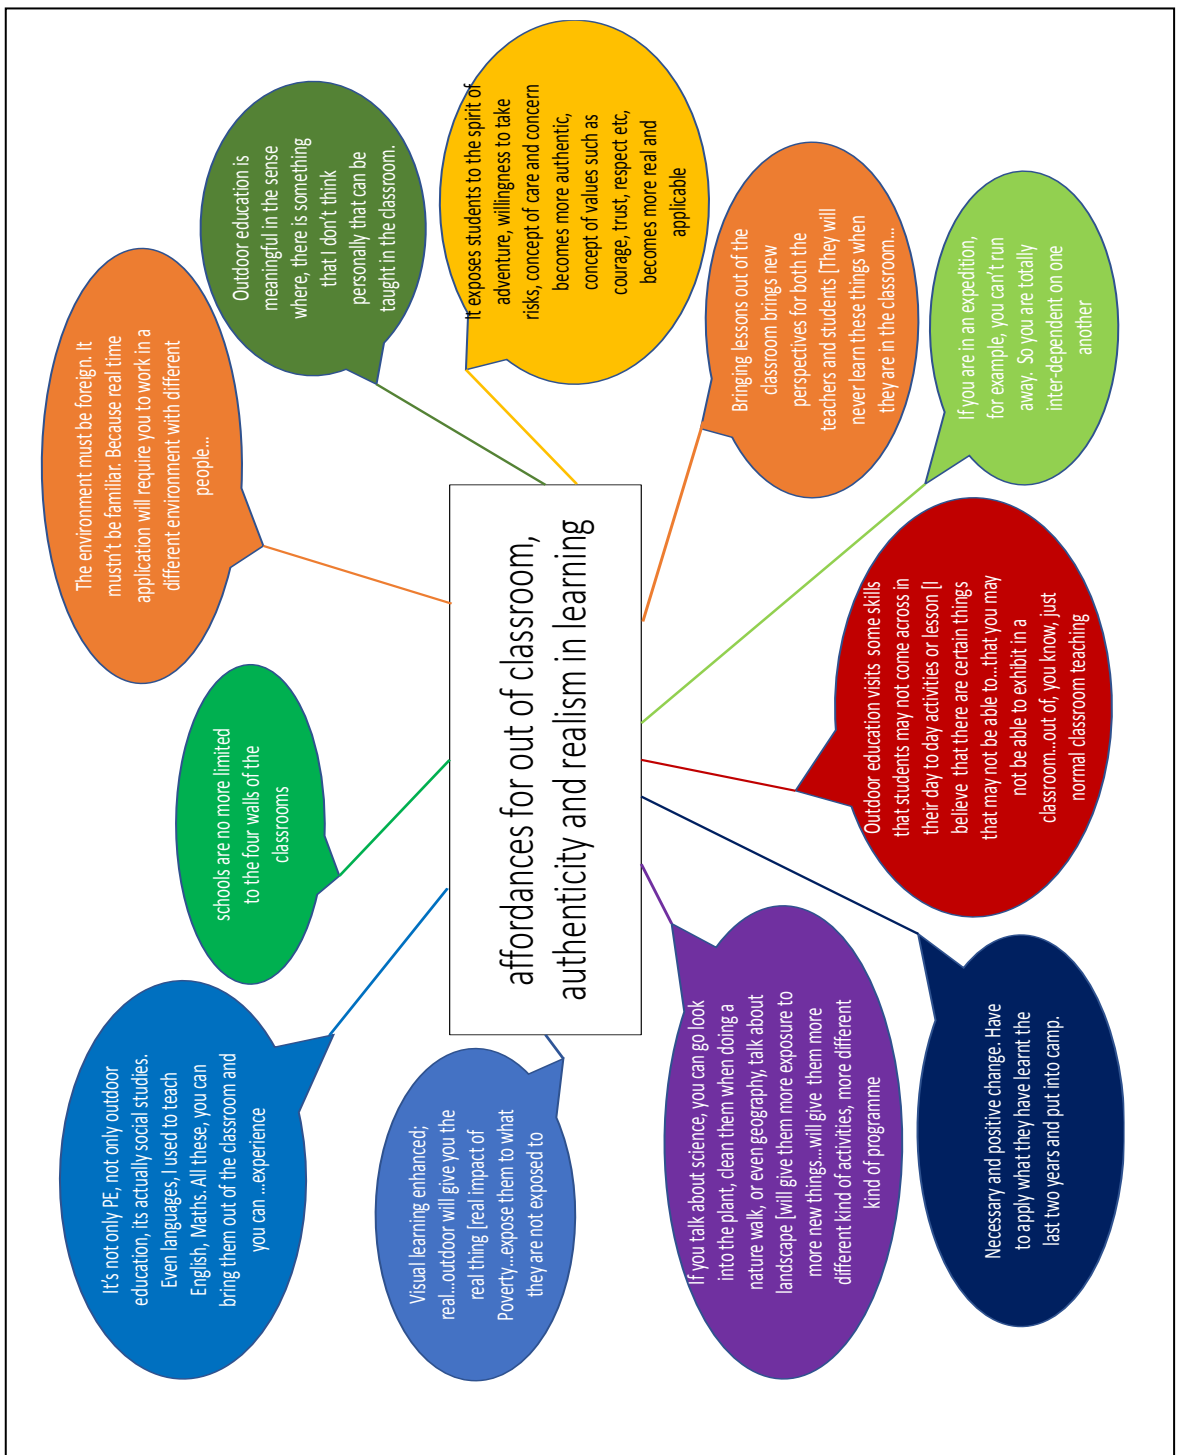 It's not only PE, not only outdoor
education, its actually social studies.
Even languages, I used to teach
English, Maths. All these, you can
bring them out of the classroom and
you can ...experience
schools are no more limited
to the four walls of the
classrooms
The environment must be foreign. It
mustn't be familiar. Because real time
application will require you to work in a
different environment with different
people...
Outdoor education is
meaningful in the sense
where, there is something
that I don't think
personally that can be
taught in the classroom.
Visual learning enhanced;
real...outdoor will give you the
real thing [real impact of
Poverty...expose them to what
they are not exposed to
affordances for out of classroom,
authenticity and realism in learning
It exposes students to the spirit of
adventure, willingness to take
risks, concept of care and concern
becomes more authentic,
concept of values such as
courage, trust, respect etc,
becomes more real and
applicable
If you talk about science, you can go look
into the plant, clean them when doing a
nature walk, or even geography, talk about
landscape [will give them more exposure to
more new things...will give them more
different kind of activities, more different
kind of programme
Necessary and positive change. Have
to apply what they have learnt the
last two years and put into camp.
Outdoor education visits some skills
that students may not come across in
their day to day activities or lesson [I
believe that there are certain things
that may not be able to...that you may
not be able to exhibit in a
classroom...out of, you know, just
normal classroom teaching
Bringing lessons out of the
classroom brings new
perspectives for both the
teachers and students [They will
never learn these things when
they are in the classroom...
If you are in an expedition,
for example, you can't run
away. So you are totally
inter-dependent on one
another